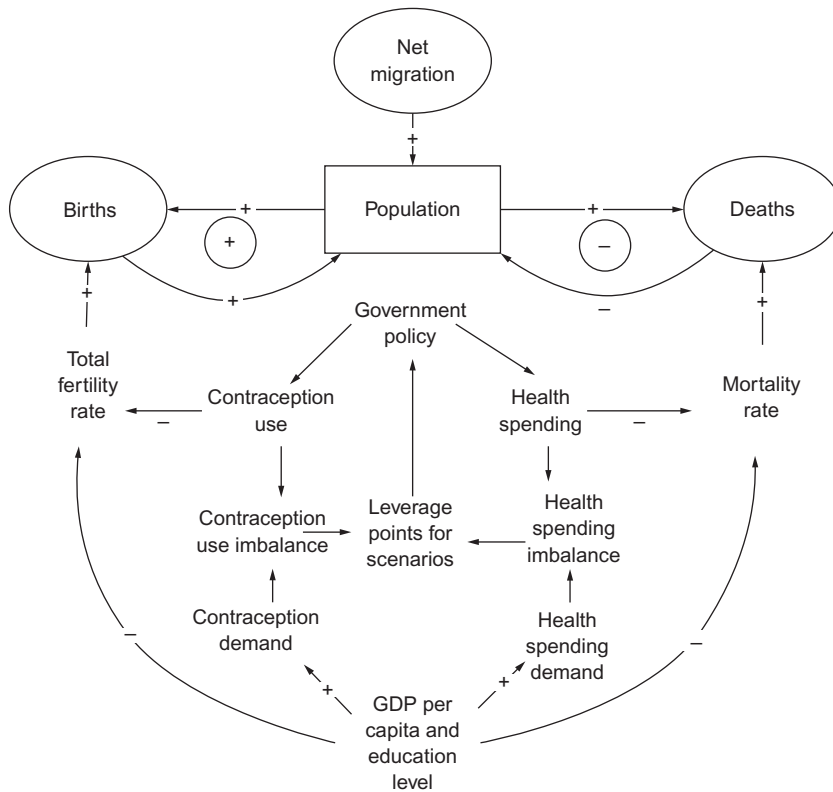 Net
migration
+
Births
+
Population
+
Deaths
+
–
+
–
+
+
Government
policy
Total
fertility
rate
–
Contraception
use
Health
spending
–
Mortality
rate
Contraception
use imbalance
Leverage
points for
scenarios
Health
spending
imbalance
Contraception
demand
Health
spending
demand
–
–
+
+
GDP per
capita and
education
level